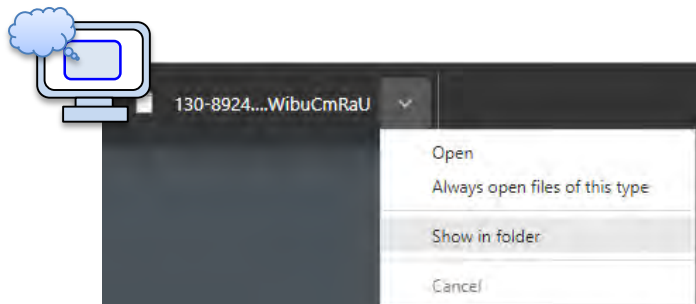 130-8924....WibuCmRaU
Open
Always open files of this type
Show in folder
Cancel